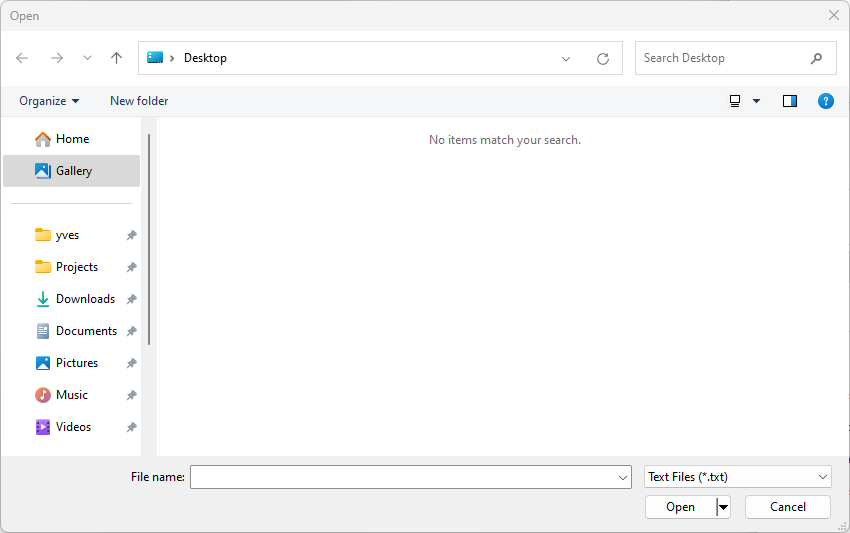 Open
Desktop
Search Desktop
Organize
New folder
?
Home
No items match your search.
Gallery
yves
Projects
Downloads
Documents
Pictures
Music
Videos
File name:
Text Files (*.txt)
Open
Cancel